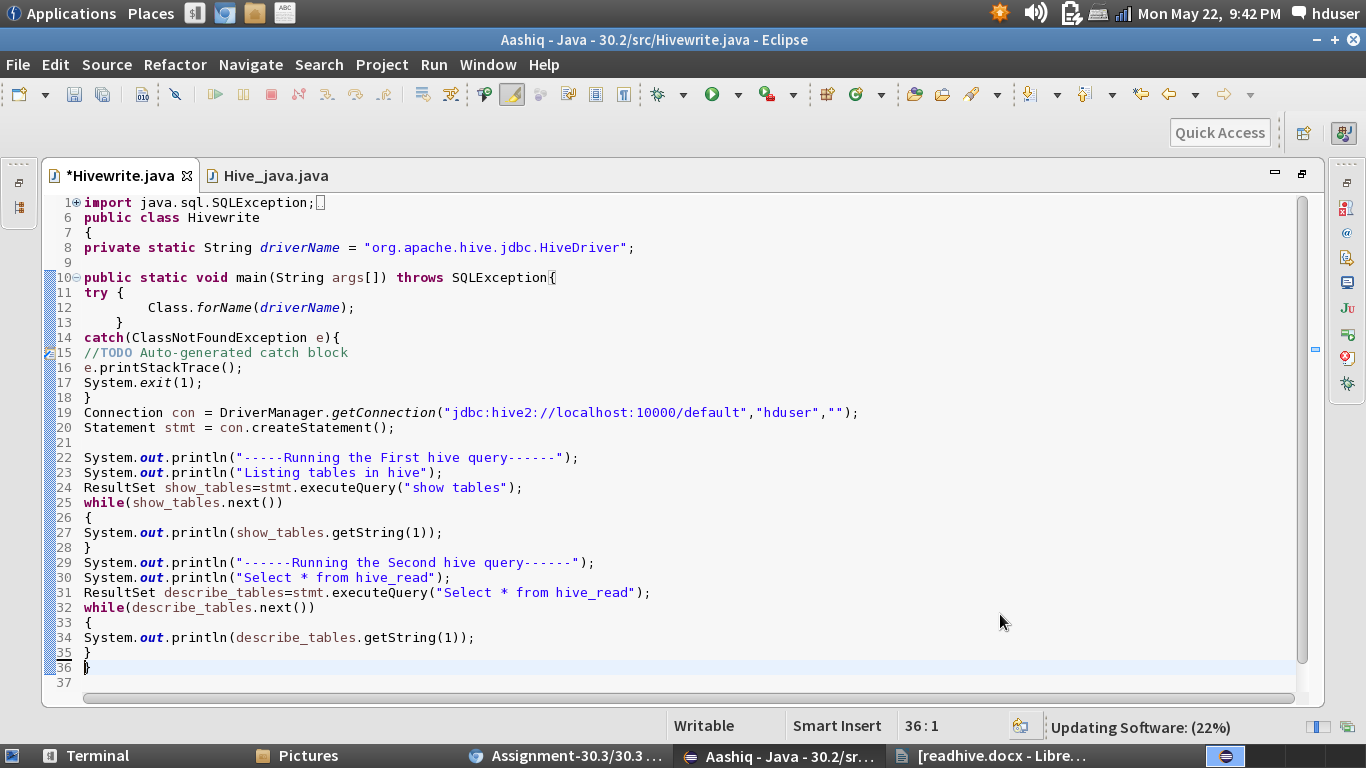 Applications Places Mon May 22, 9:42 PM hduser
Aashiq - Java - 30.2/src/Hivewrite.java - Eclipse
File Edit Source Refactor Navigate Search Project Run Window Help
Quick Access
*Hivewrite.java Hive_java.java
1 import java.sql.SQLException;
6 public class Hivewrite
7 {
8 private static String driverName = "org.apache.hive.jdbc.HiveDriver";
9
10 public static void main(String args[]) throws SQLException{
11 try {
12 Class.forName(driverName);
13 }
14 catch(ClassNotFoundException e){
15 //TODO Auto-generated catch block
16 e.printStackTrace();
17 System.exit(1);
18 }
19 Connection con = DriverManager.getConnection("jdbc:hive2://localhost:10000/default","hduser","");
20 Statement stmt = con.createStatement();
21
22 System.out.println("-----Running the First hive query------");
23 System.out.println("Listing tables in hive");
24 ResultSet show_tables=stmt.executeQuery("show tables");
25 while(show_tables.next())
26 {
27 System.out.println(show_tables.getString(1));
28 }
29 System.out.println("------Running the Second hive query------");
30 System.out.println("Select * from hive_read");
31 ResultSet describe_tables=stmt.executeQuery("Select * from hive_read");
32 while(describe_tables.next())
33 {
34 System.out.println(describe_tables.getString(1));
35 }
36 }
37
Writable Smart Insert 36 : 1 Updating Software: (22%)
Terminal Pictures Assignment-30.3/30.3 ... Aashiq - Java - 30.2/sr... [readhive.docx - Libre...